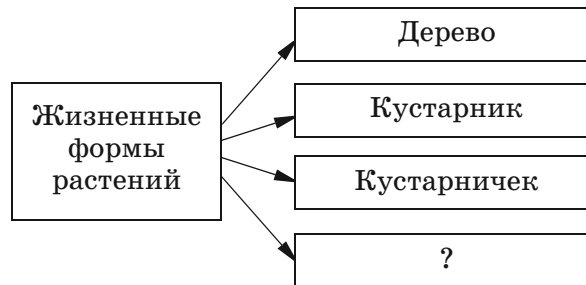 Жизненные
формы
растений
Дерево
Кустарник
Кустарничек
?